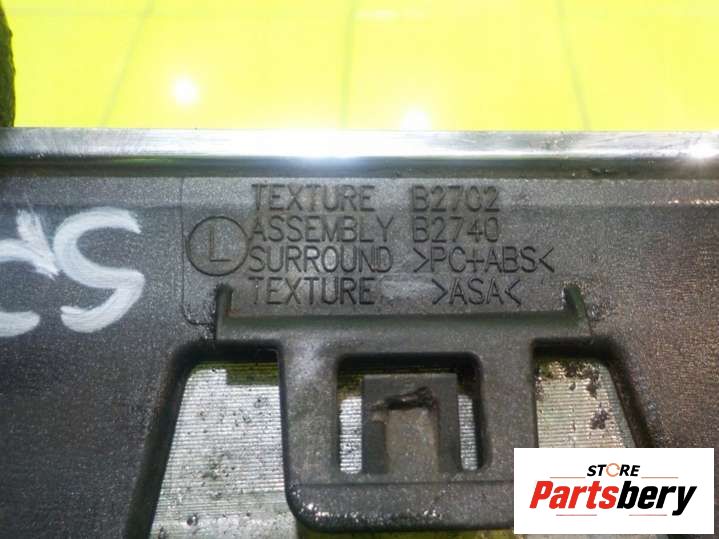 TEXTURE B2702
ASSEMBLY B2740
L
SURROUND >PC+ABS<
TEXTURE >ASA<
STORE
Partsbery